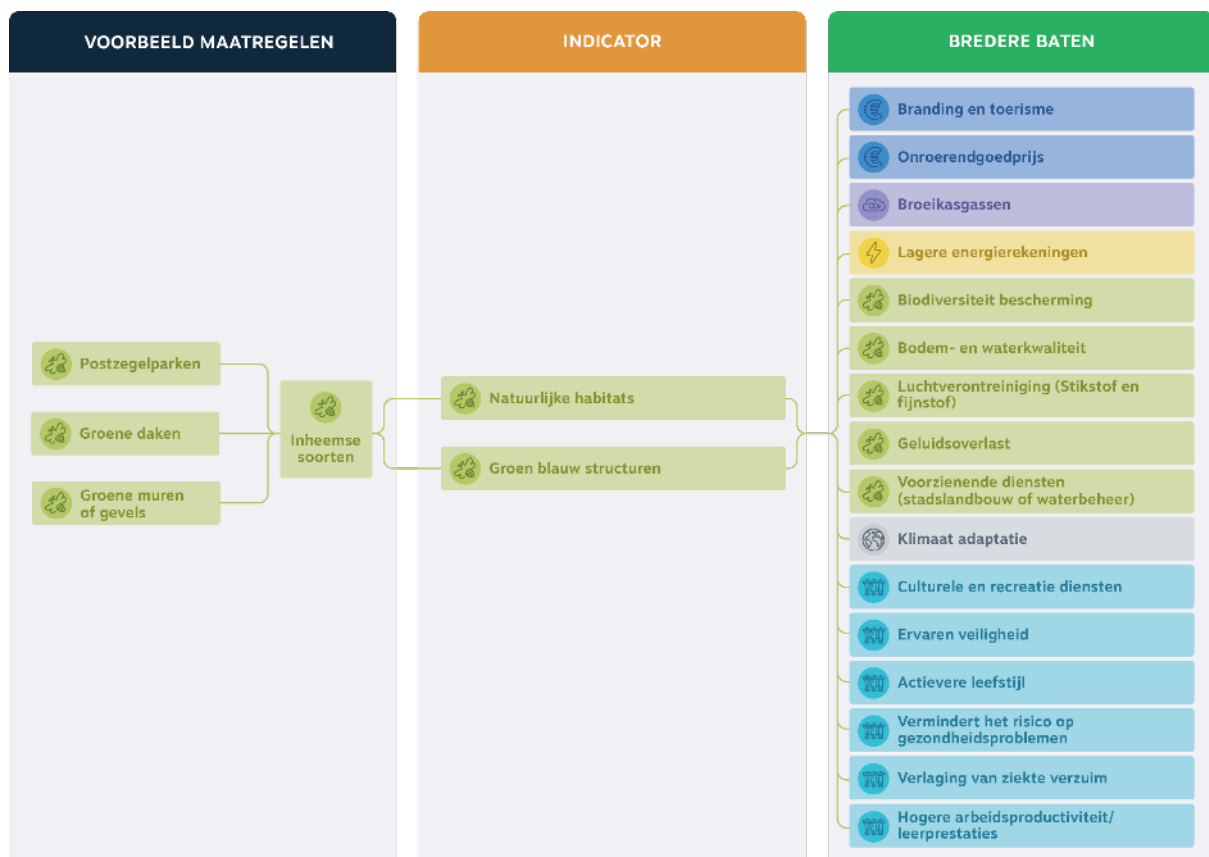 VOORBEELD MAATREGELEN
Postzegelparken
Groene daken
Groene muren
of gevels
Inheemse
soorten
INDICATOR
Natuurlijke habitats
Groen blauw structuren
BREDERE BATEN
Branding en toerisme
Onroerendgoedprijs
Broeikasgassen
Lagere energierekeningen
Biodiversiteit bescherming
Bodem- en waterkwaliteit
Luchtverontreiniging (Stikstof en
fijnstof)
Geluidsoverlast
Voorzienende diensten
(stadslandbouw of waterbeheer)
Klimaat adaptatie
Culturele en recreatie diensten
Ervaren veiligheid
Actievere leefstijl
Vermindert het risico op
gezondheidsproblemen
Verlaging van ziekte verzuim
Hogere arbeidsproductiviteit/
leerprestaties